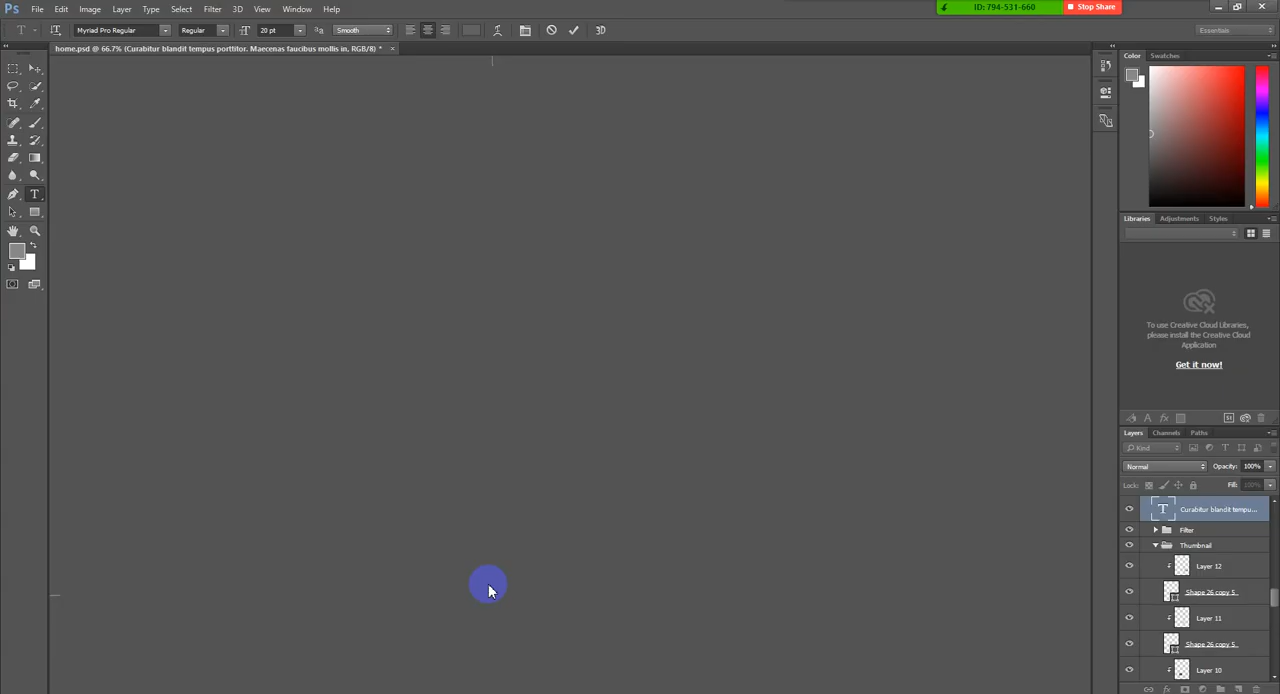 Ps File Edit Image Layer Type Select Filter 3D View Window Help
ID: 794-531-660 Stop Share
T Myriad Pro Regular Regular 20 pt aa Smooth 3D Essentials
home.psd @ 66.7% (Curabitur blandit tempus porttitor. Maecenas faucibus mollis in, RGB/8) *
Color Swatches
Libraries Adjustments Styles
To use Creative Cloud Libraries,
please install the Creative Cloud
Application
Get it now!
Layers Channels Paths
Kind
Normal Opacity: 100%
Lock: Fill: 100%
T Curabitur blandit tempu...
Filter
Thumbnail
Layer 12
Shape 26 copy 5
Layer 11
Shape 26 copy 5
Layer 10